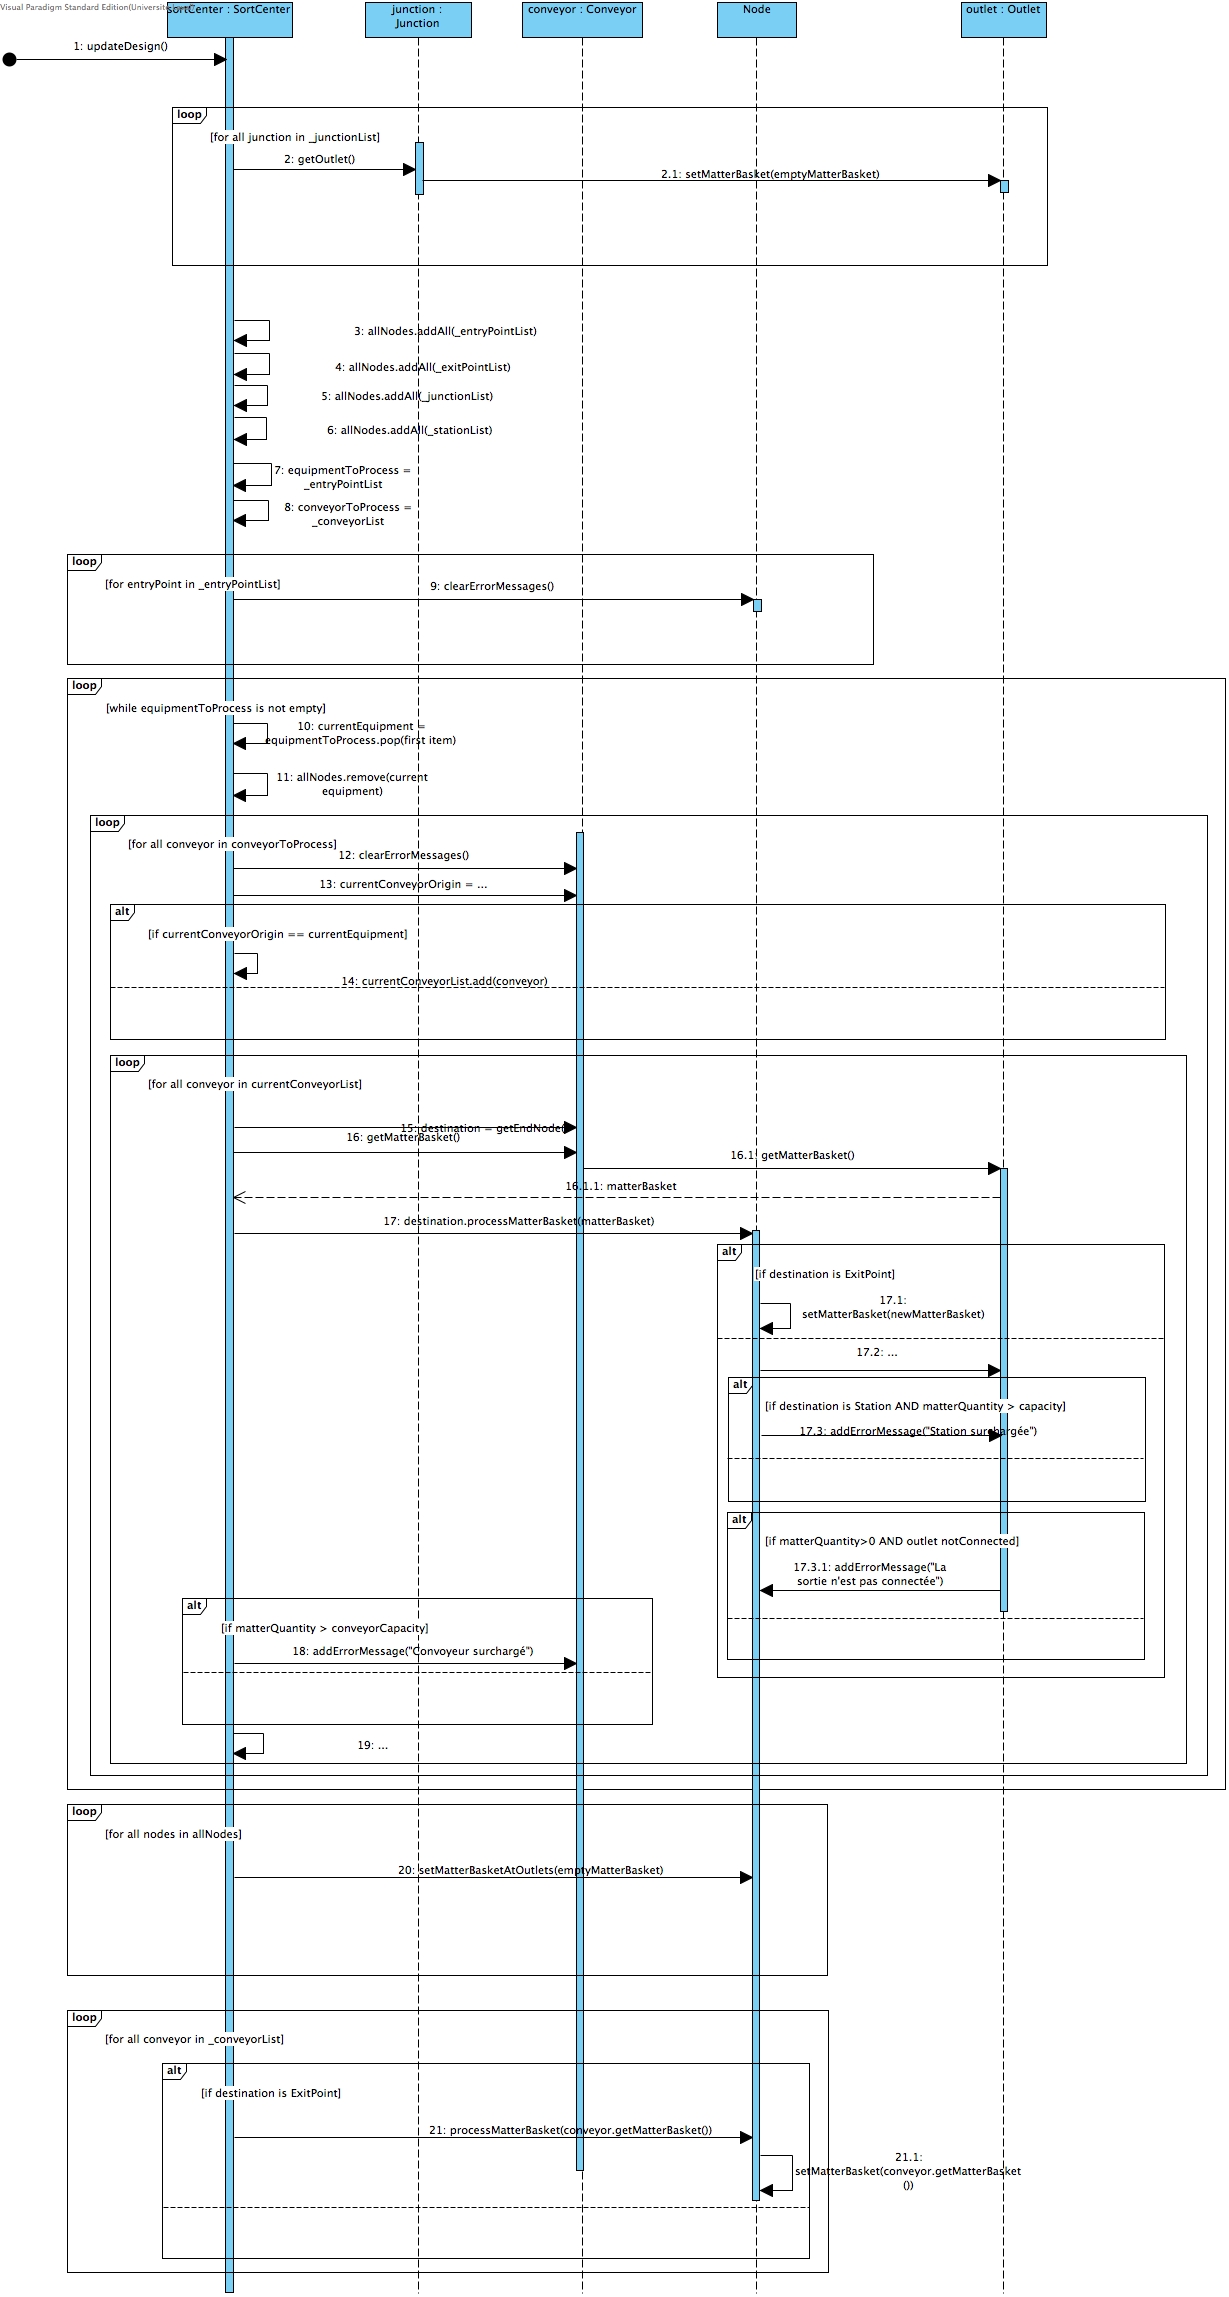 Visual Paradigm Standard Edition(Universit
sortCenter : SortCenter
junction :
Junction
conveyor : Conveyor
Node
outlet : Outlet
1: updateDesign()
loop
[for all junction in _junctionList]
2: getOutlet()
2.1: setMatterBasket(emptyMatterBasket)
3: allNodes.addAll(_entryPointList)
4: allNodes.addAll(_exitPointList)
5: allNodes.addAll(_junctionList)
6: allNodes.addAll(_stationList)
7: equipmentToProcess =
_entryPointList
8: conveyorToProcess =
_conveyorList
loop
[for entryPoint in _entryPointList]
9: clearErrorMessages()
loop
[while equipmentToProcess is not empty]
10: currentEquipment =
equipmentToProcess.pop(first item)
11: allNodes.remove(current
equipment)
loop
[for all conveyor in conveyorToProcess]
12: clearErrorMessages()
13: currentConveyorOrigin = ...
alt
[if currentConveyorOrigin == currentEquipment]
14: currentConveyorList.add(conveyor)
loop
[for all conveyor in currentConveyorList]
15: destination = getEndNode()
16: getMatterBasket()
16.1: getMatterBasket()
16.1.1: matterBasket
17: destination.processMatterBasket(matterBasket)
alt
[if destination is ExitPoint]
17.1:
setMatterBasket(newMatterBasket)
17.2: ...
alt
[if destination is Station AND matterQuantity > capacity]
17.3: addErrorMessage("Station surchargée")
alt
[if matterQuantity>0 AND outlet notConnected]
17.3.1: addErrorMessage("La
sortie n'est pas connectée")
alt
[if matterQuantity > conveyorCapacity]
18: addErrorMessage("Convoyeur surchargé")
19: ...
loop
[for all nodes in allNodes]
20: setMatterBasketAtOutlets(emptyMatterBasket)
loop
[for all conveyor in _conveyorList]
alt
[if destination is ExitPoint]
21: processMatterBasket(conveyor.getMatterBasket())
21.1:
setMatterBasket(conveyor.getMatterBasket
())